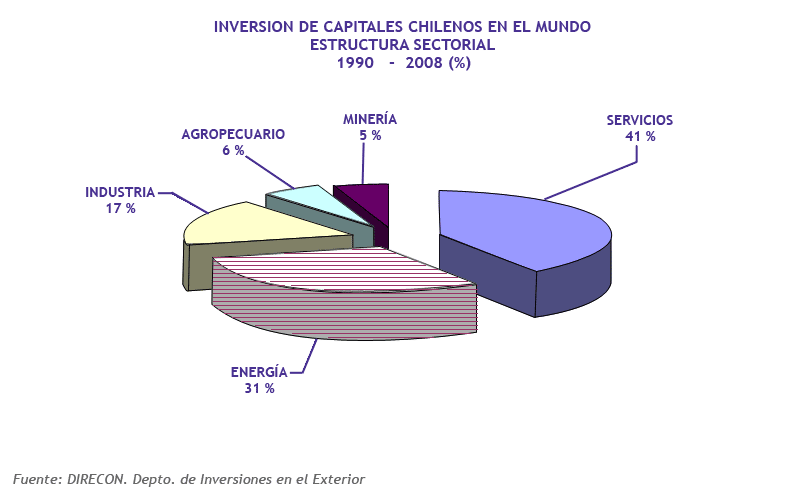 INVERSION DE CAPITALES CHILENOS EN EL MUNDO
ESTRUCTURA SECTORIAL
1990 - 2008 (%)
MINERÍA
5 %
SERVICIOS
41 %
AGROPECUARIO
6 %
INDUSTRIA
17 %
ENERGÍA
31 %
Fuente: DIRECON. Depto. de Inversiones en el Exterior